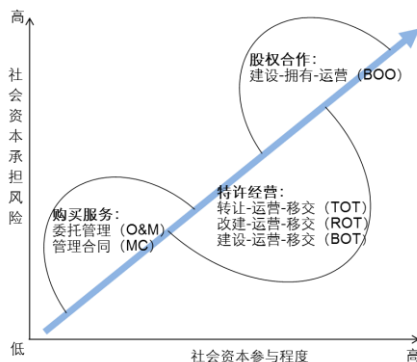 高
社会资本承担风险
股权合作：
建设-拥有-运营（BOO）
购买服务：
委托管理（O&M）
管理合同（MC）
特许经营：
转让-运营-移交（TOT）
改建-运营-移交（ROT）
建设-运营-移交（BOT）
低
社会资本参与程度
高